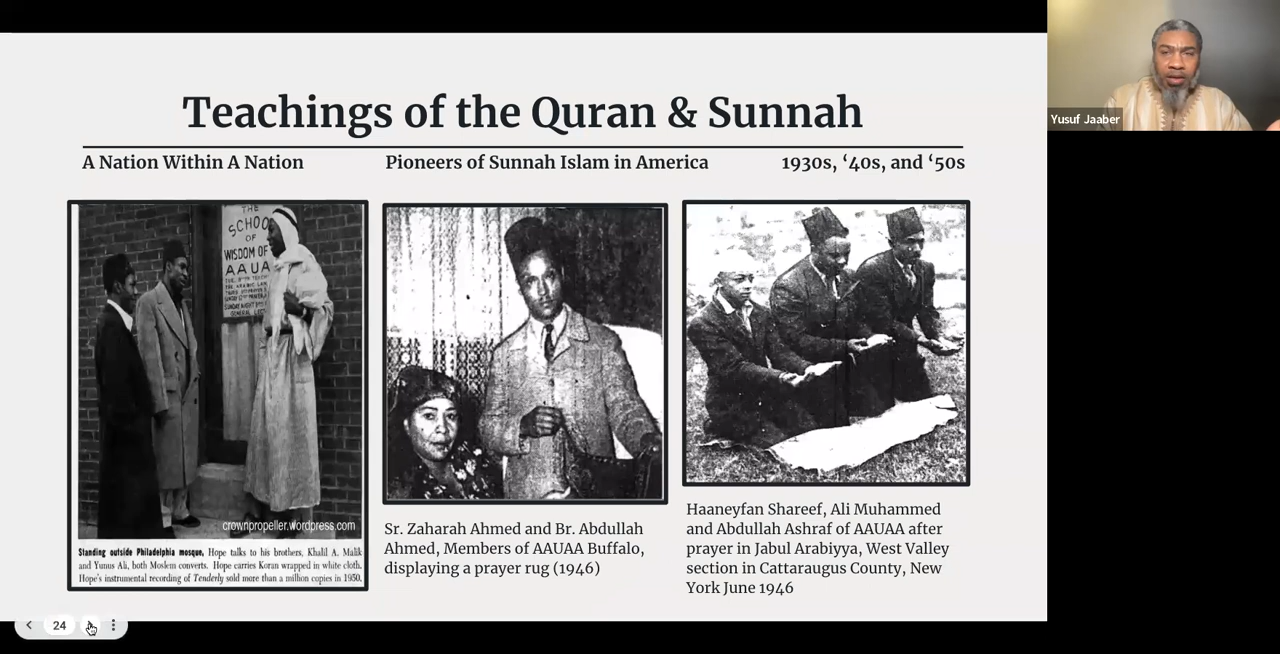 Teachings of the Quran & Sunnah
A Nation Within A Nation
Pioneers of Sunnah Islam in America
1930s, ‘40s, and ‘50s
THE
SCHOO
OF
WISDOM OF
AAUA
crownpropeller.wordpress.com
Standing outside Philadelphia mosque, Hope talks to his brothers, Khalil A. Malik
and Yunus Ali, both Moslem converts. Hope carries Koran wrapped in white cloth.
Hope's instrumental recording of Tenderly sold more than a million copies in 1950.
Sr. Zaharah Ahmed and Br. Abdullah
Ahmed, Members of AAUAA Buffalo,
displaying a prayer rug (1946)
Haaneyfan Shareef, Ali Muhammed
and Abdullah Ashraf of AAUAA after
prayer in Jabul Arabiyya, West Valley
section in Cattaraugus County, New
York June 1946
24
Yusuf Jaaber